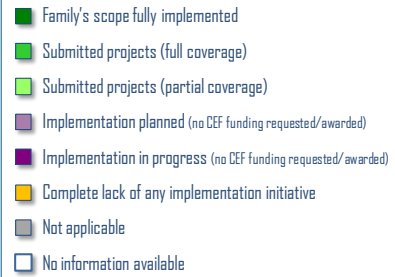 Family's scope fully implemented
Submitted projects (full coverage)
Submitted projects (partial coverage)
Implementation planned (no CEF funding requested/awarded)
Implementation in progress (no CEF funding requested/awarded)
Complete lack of any implementation initiative
Not applicable
No information available